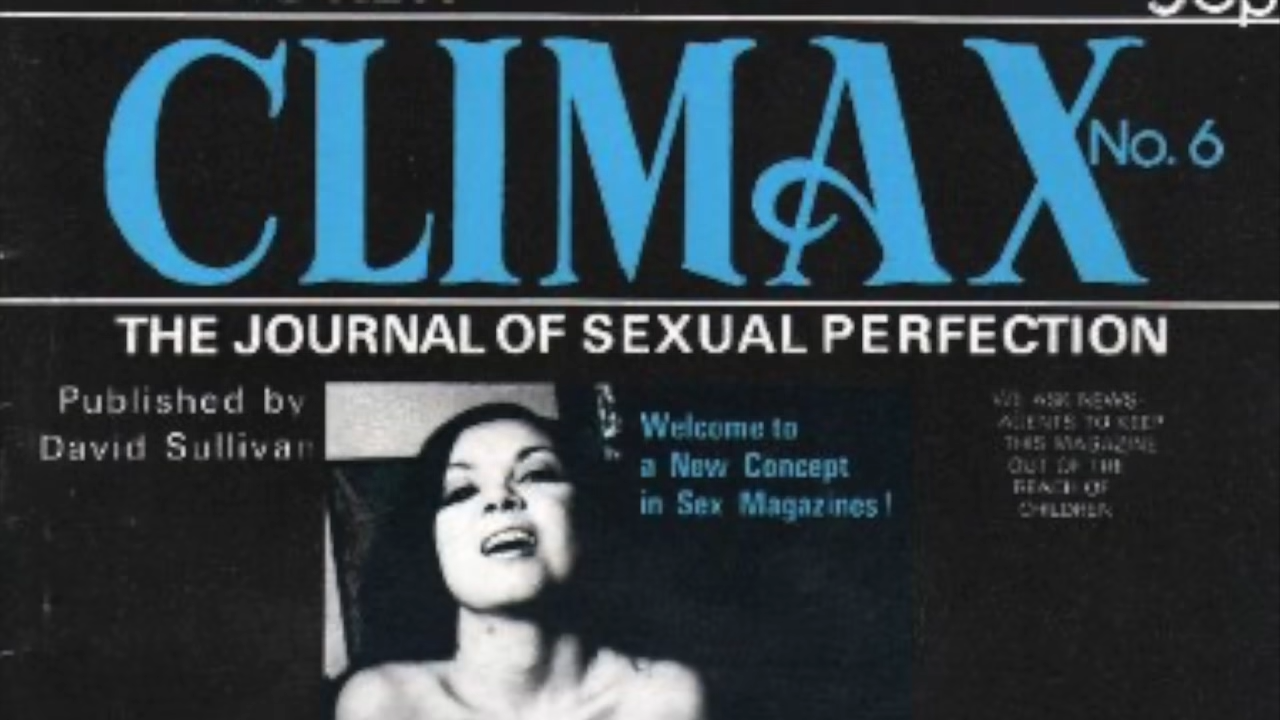 CLIMAX
No. 6
THE JOURNAL OF SEXUAL PERFECTION
Published by
David Sullivan
Welcome to
a New Concept
in Sex Magazines!
WE ASK NEWS-
AGENTS TO KEEP
THIS MAGAZINE
OUT OF THE
REACH OF
CHILDREN